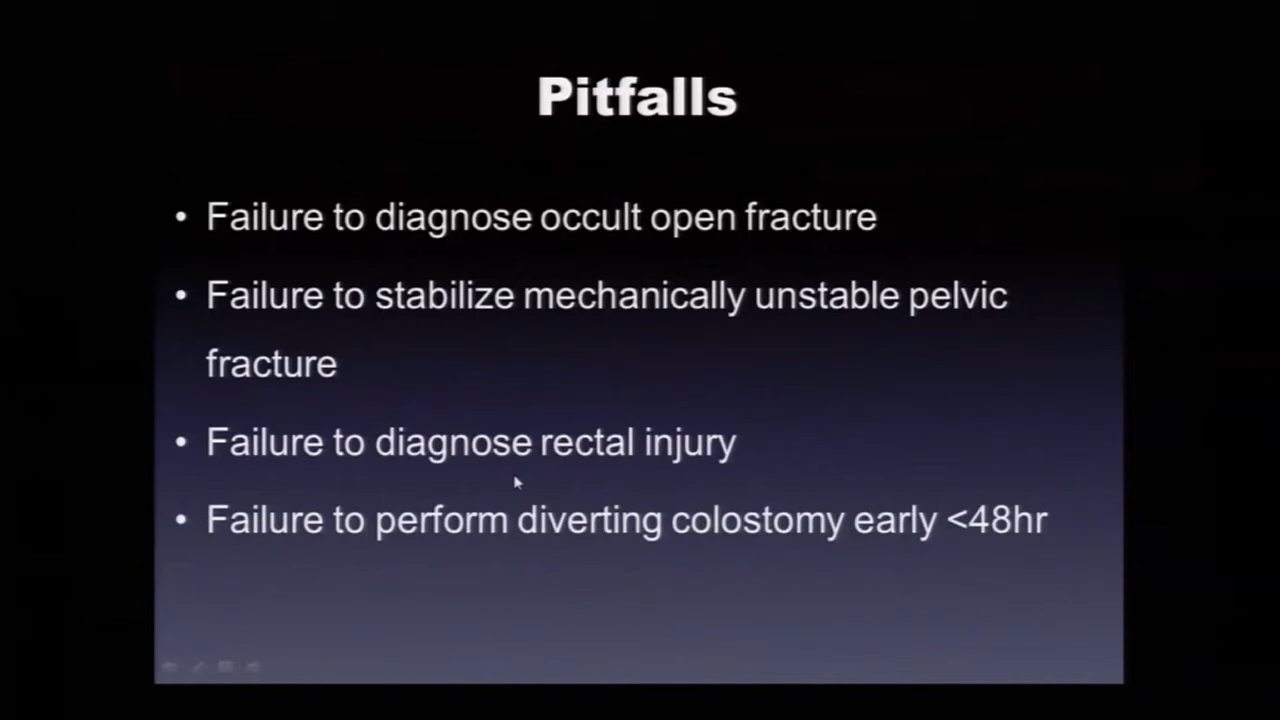 Pitfalls
• Failure to diagnose occult open fracture
• Failure to stabilize mechanically unstable pelvic
fracture
• Failure to diagnose rectal injury
• Failure to perform diverting colostomy early <48hr